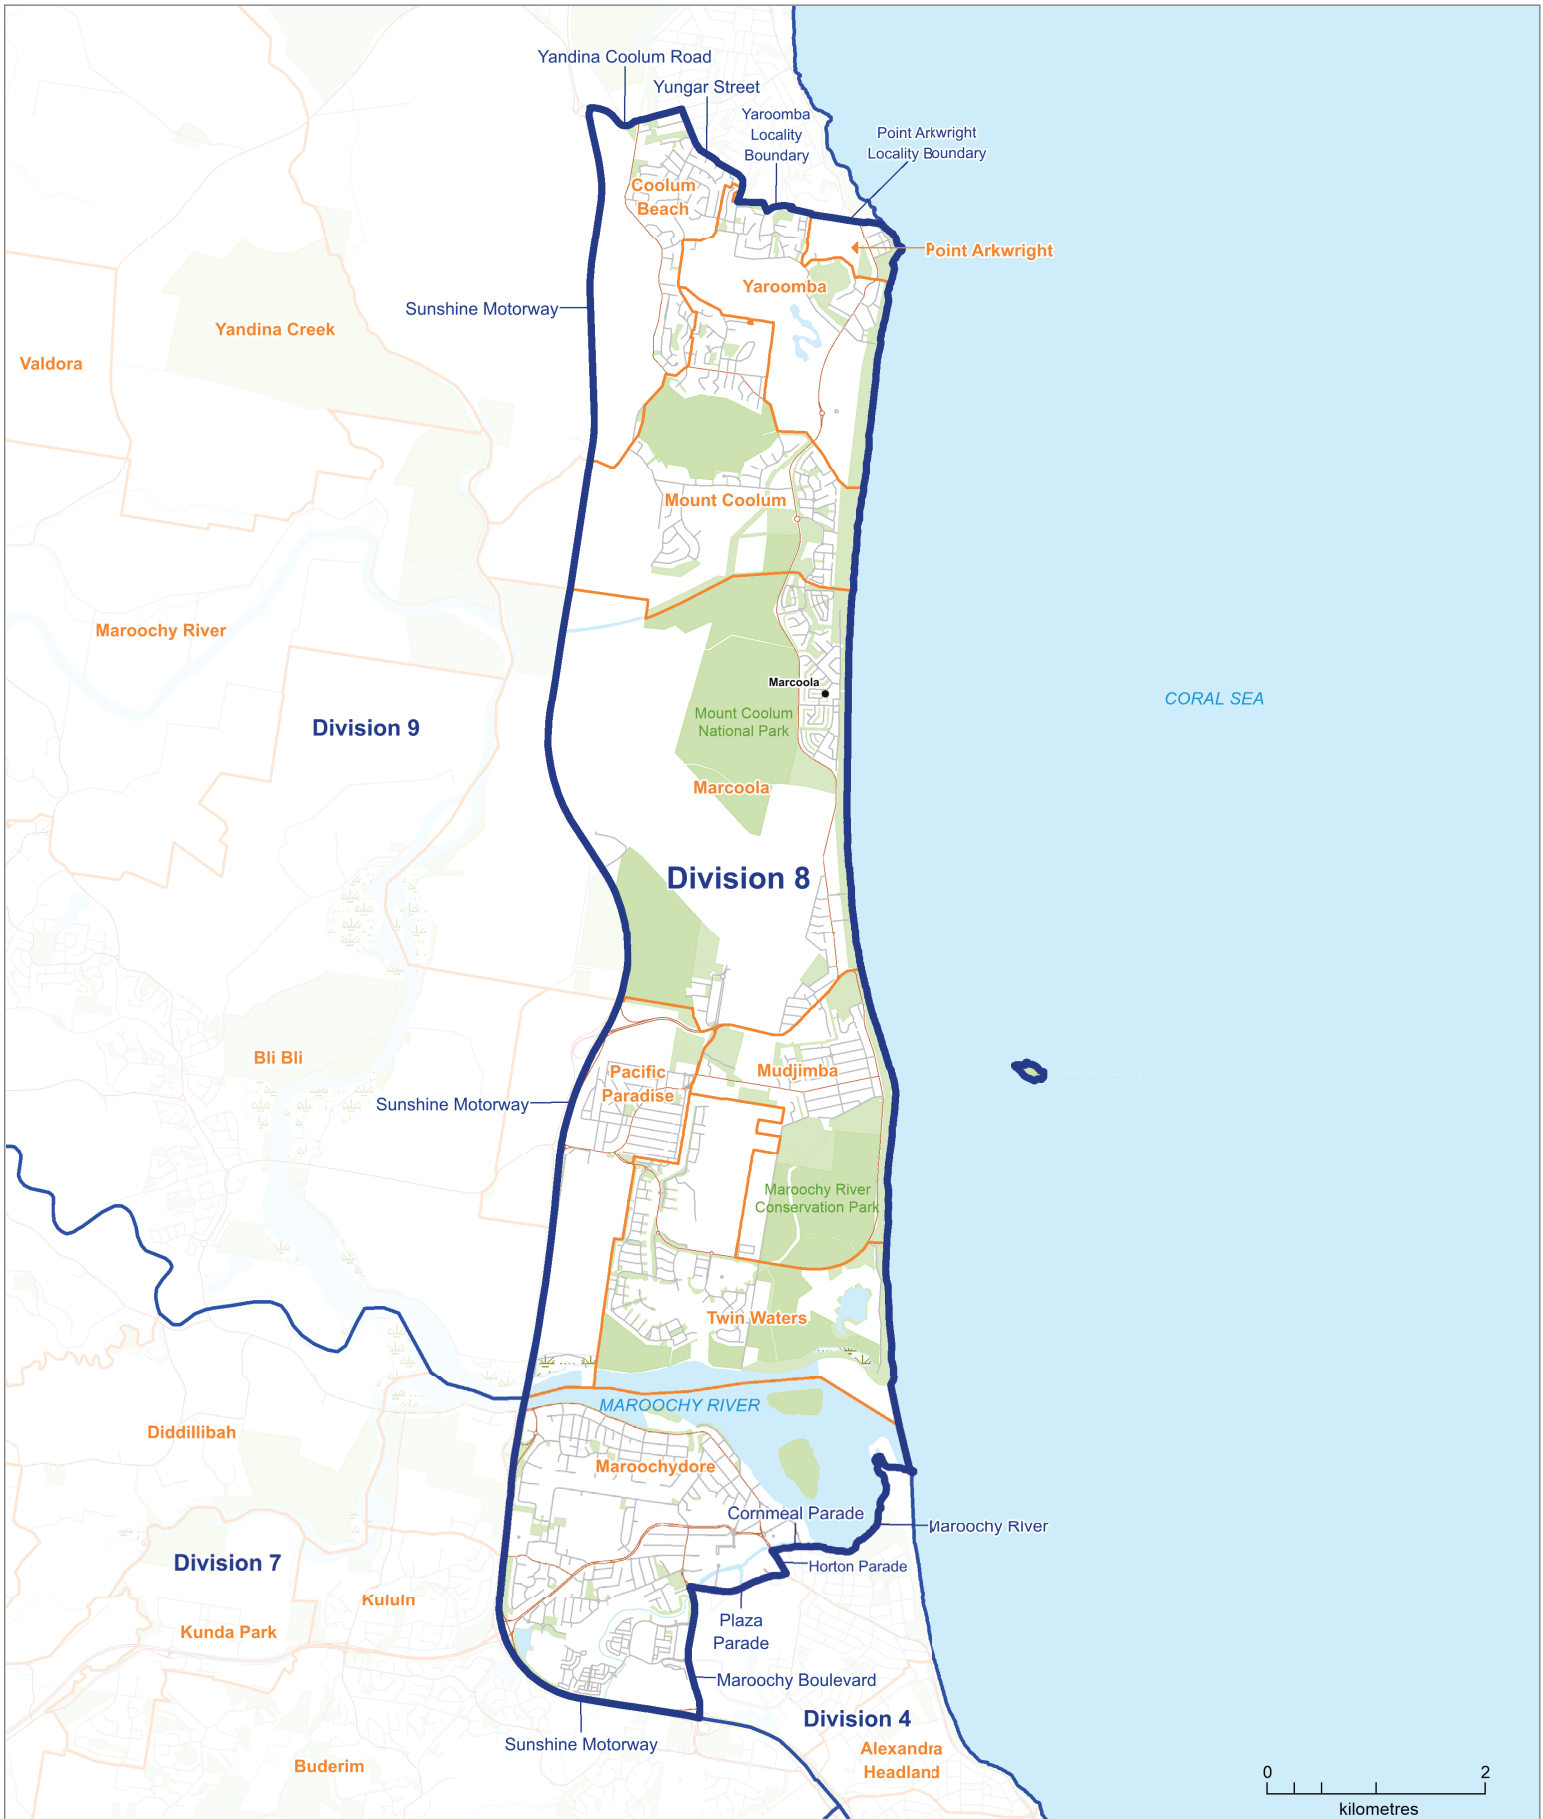 Yandina Coolum Road
Yungar Street
Yaroomba
Locality
Boundary
Point Arkwright
Locality Boundary
Coolum
Beach
Point Arkwright
Yaroomba
Sunshine Motorway
Yandina Creek
Valdora
Mount Coolum
Maroochy River
Marcoola
CORAL SEA
Mount Coolum
National Park
Division 9
Marcoola
Division 8
Bli Bli
Pacific
Paradise
Mudjimba
Sunshine Motorway
Maroochy River
Conservation Park
Twin Waters
MAROOCHY RIVER
Diddillibah
Maroochydore
Cornmeal Parade
Maroochy River
Division 7
Horton Parade
Kuluin
Kunda Park
Plaza
Parade
Maroochy Boulevard
Division 4
Sunshine Motorway
Alexandra
Headland
Buderim
0 2
kilometres